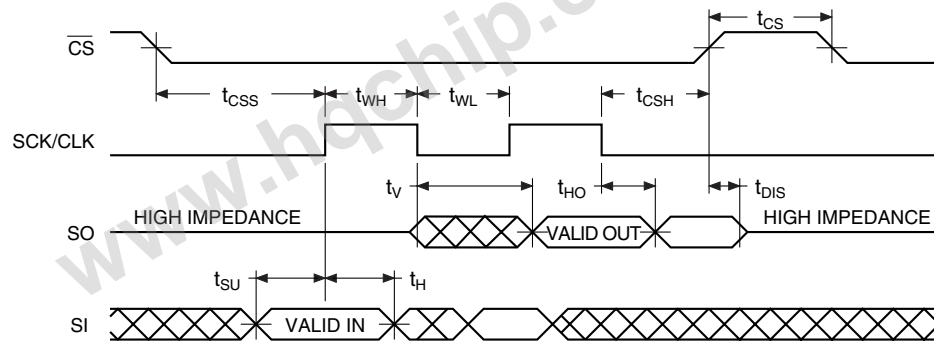 tCS
CS
tCSS tWH tWL tCSH
SCK/CLK
tV tHO tDIS
HIGH IMPEDANCE HIGH IMPEDANCE
SO VALID OUT
tSU tH
SI VALID IN
www.hqchip.com